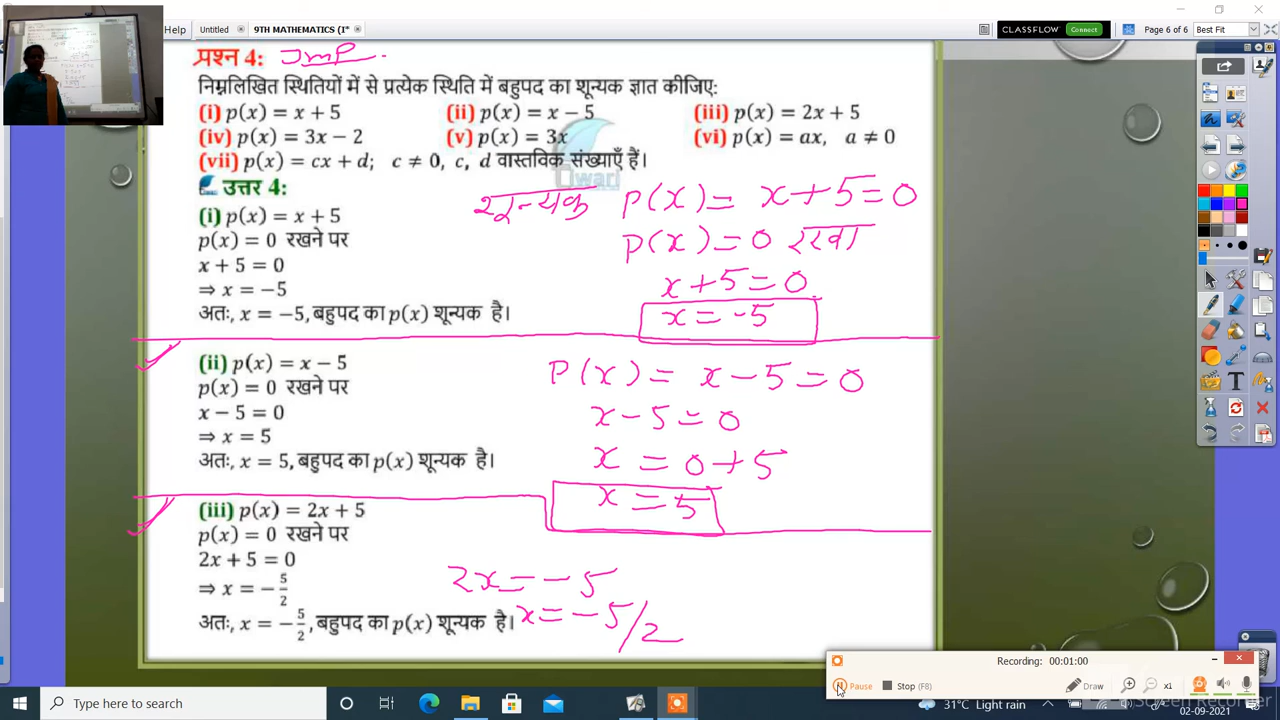 Help
Untitled
9TH MATHEMATICS (I*
CLASSFLOW
Connect
Page 6 of 6
Best Fit
प्रश्न 4: Imp.
निम्नलिखित स्थितियों में से प्रत्येक स्थिति में बहुपद का शून्यक ज्ञात कीजिए:
(i) p(x) = x + 5 (ii) p(x) = x − 5 (iii) p(x) = 2x + 5
(iv) p(x) = 3x − 2 (v) p(x) = 3x (vi) p(x) = ax, a ≠ 0
(vii) p(x) = cx + d; c ≠ 0, c, d वास्तविक संख्याएँ हैं।
उत्तर 4:
शून्यक P(x) = x+5=0
(i) p(x) = x + 5
p(x) = 0 रखने पर
p(x) = 0 रखा
x + 5 = 0
x+5=0
⇒ x = −5
x = -5
अतः, x = −5, बहुपद का p(x) शून्यक है।
(ii) p(x) = x − 5
P(x) = x-5=0
p(x) = 0 रखने पर
x − 5 = 0
x-5=0
⇒ x = 5
अतः, x = 5, बहुपद का p(x) शून्यक है।
x = 0+5
x = 5
(iii) p(x) = 2x + 5
p(x) = 0 रखने पर
2x + 5 = 0
2x = -5
⇒ x = −5/2
अतः, x = −5/2, बहुपद का p(x) शून्यक है।
x = -5/2
Recording: 00:01:00
Pause
Stop (F8)
Draw
x1
Type here to search
31°C Light rain
02-09-2021